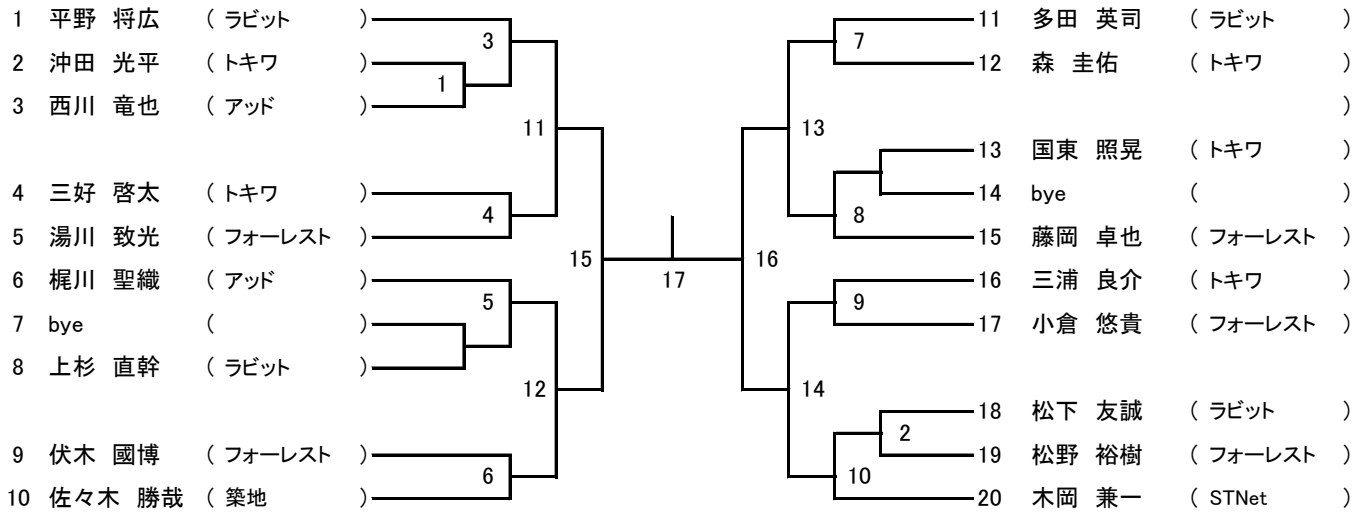 1 平野 将広 ( ラビット ) 11 多田 英司 ( ラビット )
3 7
2 沖田 光平 ( トキワ ) 12 森 圭佑 ( トキワ )
1
3 西川 竜也 ( アッド ) )
11 13
13 国東 照晃 ( トキワ )
4 三好 啓太 ( トキワ ) 14 bye ( )
4 8
5 湯川 致光 ( フォーレスト ) 15 藤岡 卓也 ( フォーレスト )
15 16
17
6 梶川 聖織 ( アッド ) 16 三浦 良介 ( トキワ )
5 9
7 bye ( ) 17 小倉 悠貴 ( フォーレスト )
8 上杉 直幹 ( ラビット )
12 14
18 松下 友誠 ( ラビット )
2
9 伏木 國博 ( フォーレスト ) 19 松野 裕樹 ( フォーレスト )
6 10
10 佐々木 勝哉 ( 築地 ) 20 木岡 兼一 ( STNet )